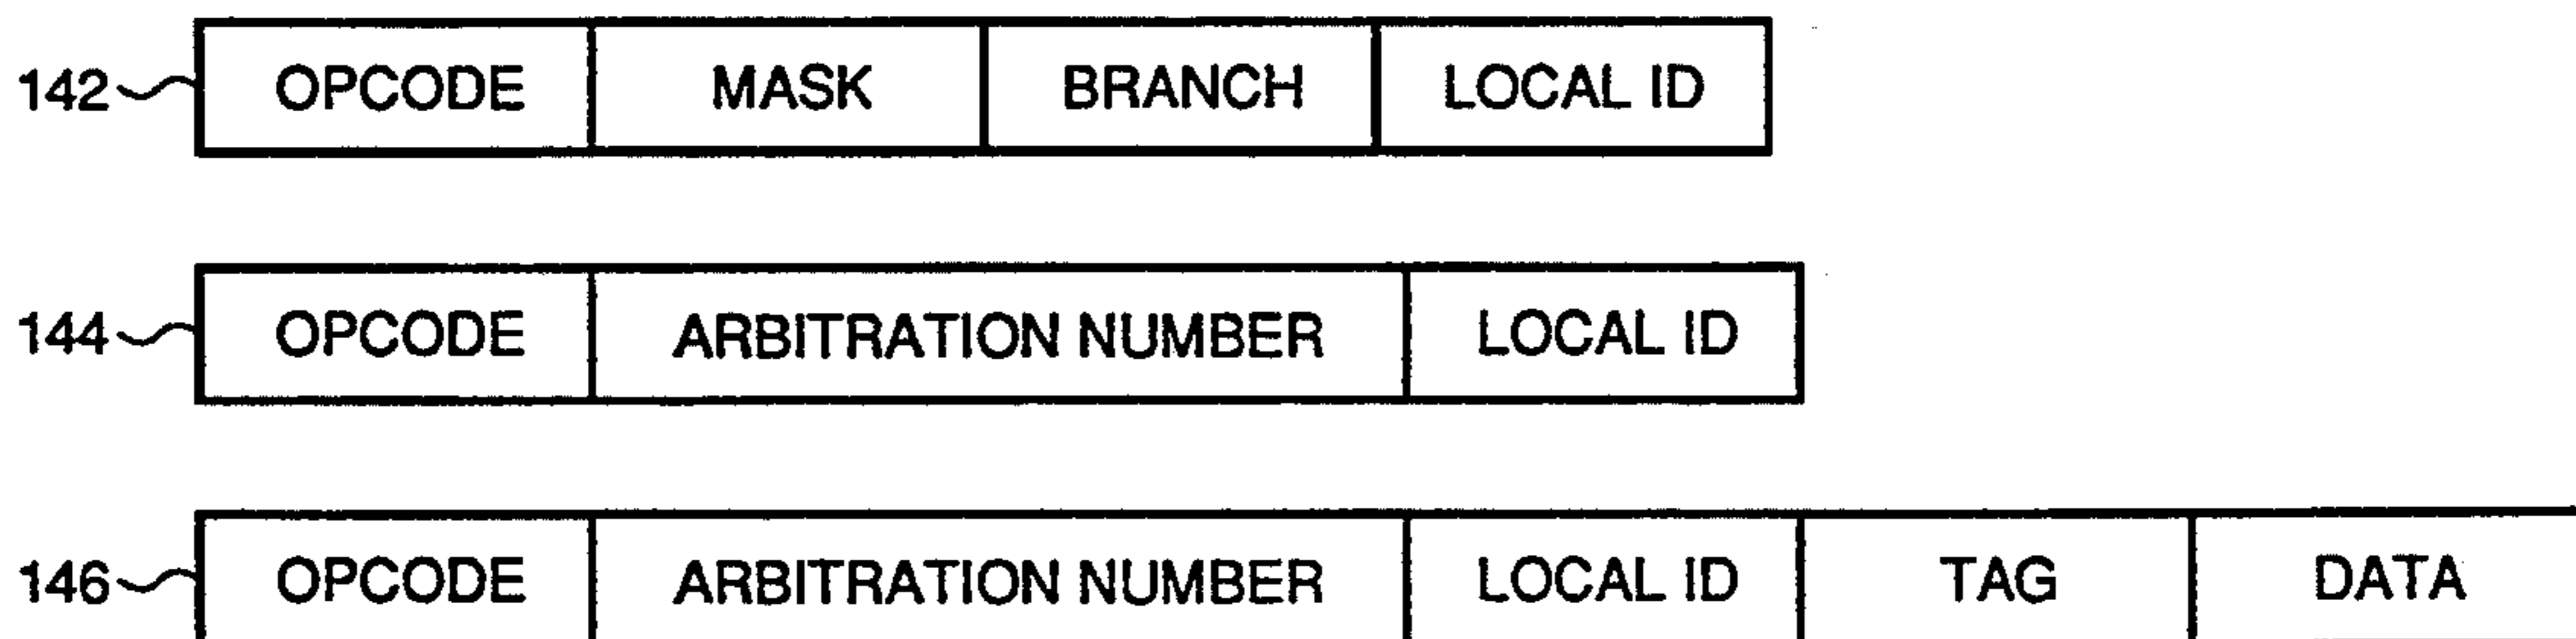 142 OPCODE MASK BRANCH LOCAL ID
144 OPCODE ARBITRATION NUMBER LOCAL ID
146 OPCODE ARBITRATION NUMBER LOCAL ID TAG DATA